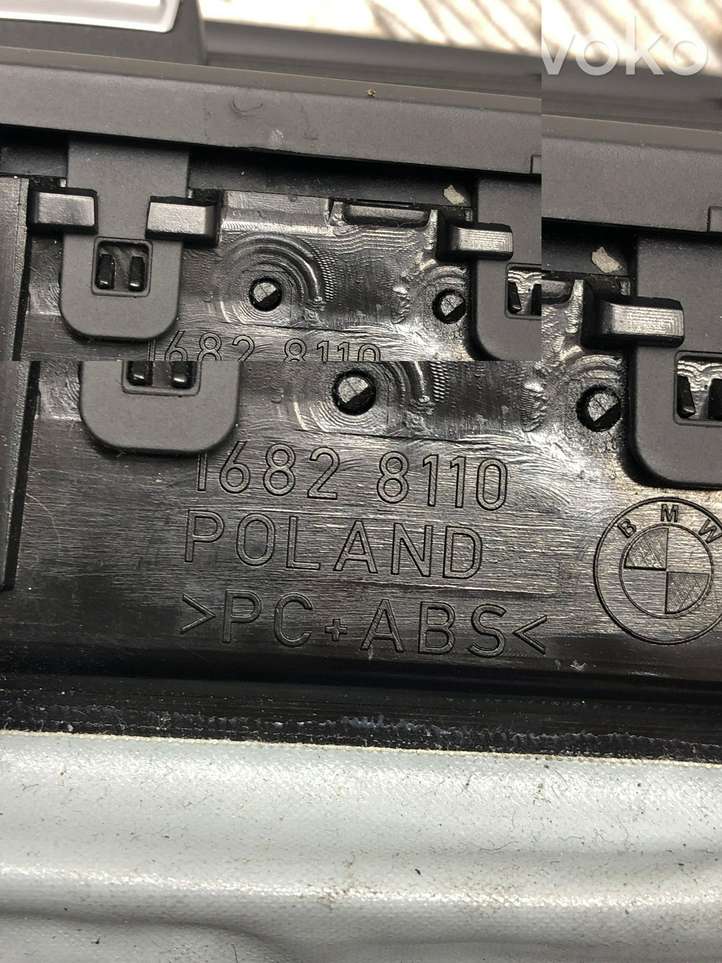 voko
1682 8110
1682 8110
POLAND
>PC+ABS<
BMW